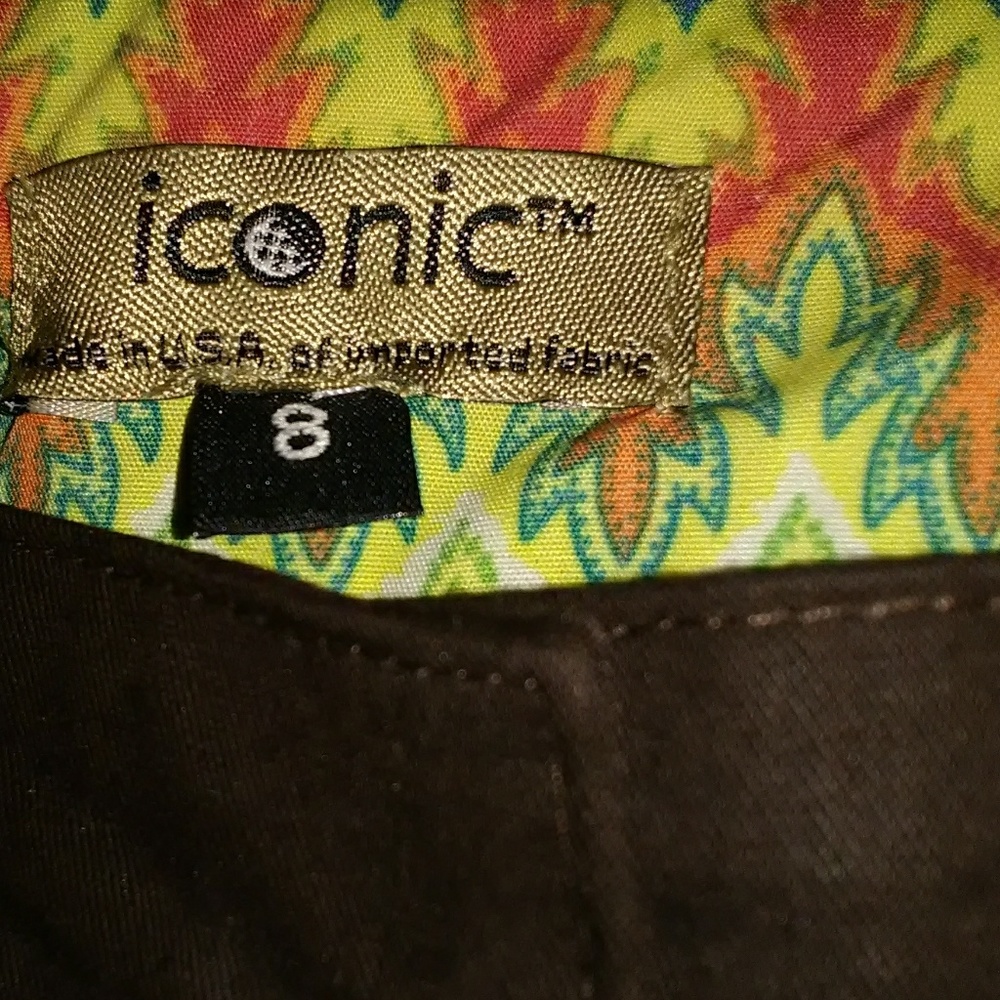 iconic™
made in U.S.A. of imported fabric
8